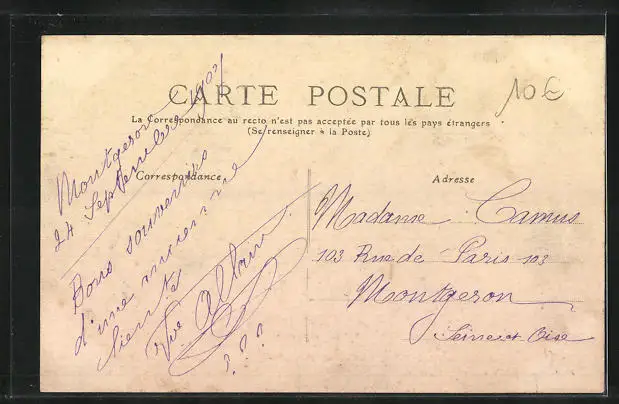 CARTE POSTALE
La Correspondance au recto n'est pas acceptée par tous les pays étrangers
(Se renseigner à la Poste)
10€
Correspondance
Montgeron
24 Septembre
Bons souvenirs
d'une ancienne
cliente
Vve Allain
? ? ?
Adresse
Madame Camus
103 Rue de Paris 103
Montgeron
Seine et Oise